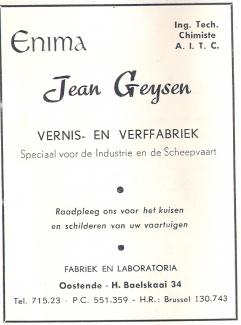 Enima
Ing. Tech.
Chimiste
A. I. T. C.
Jean Geysen
VERNIS- EN VERFFABRIEK
Speciaal voor de Industrie en de Scheepvaart
Raadpleeg ons voor het kuisen
en schilderen van uw vaartuigen
FABRIEK EN LABORATORIA
Oostende - H. Baelskaai 34
Tel. 715.23 - P.C. 551.359 - H.R.: Brussel 130.743